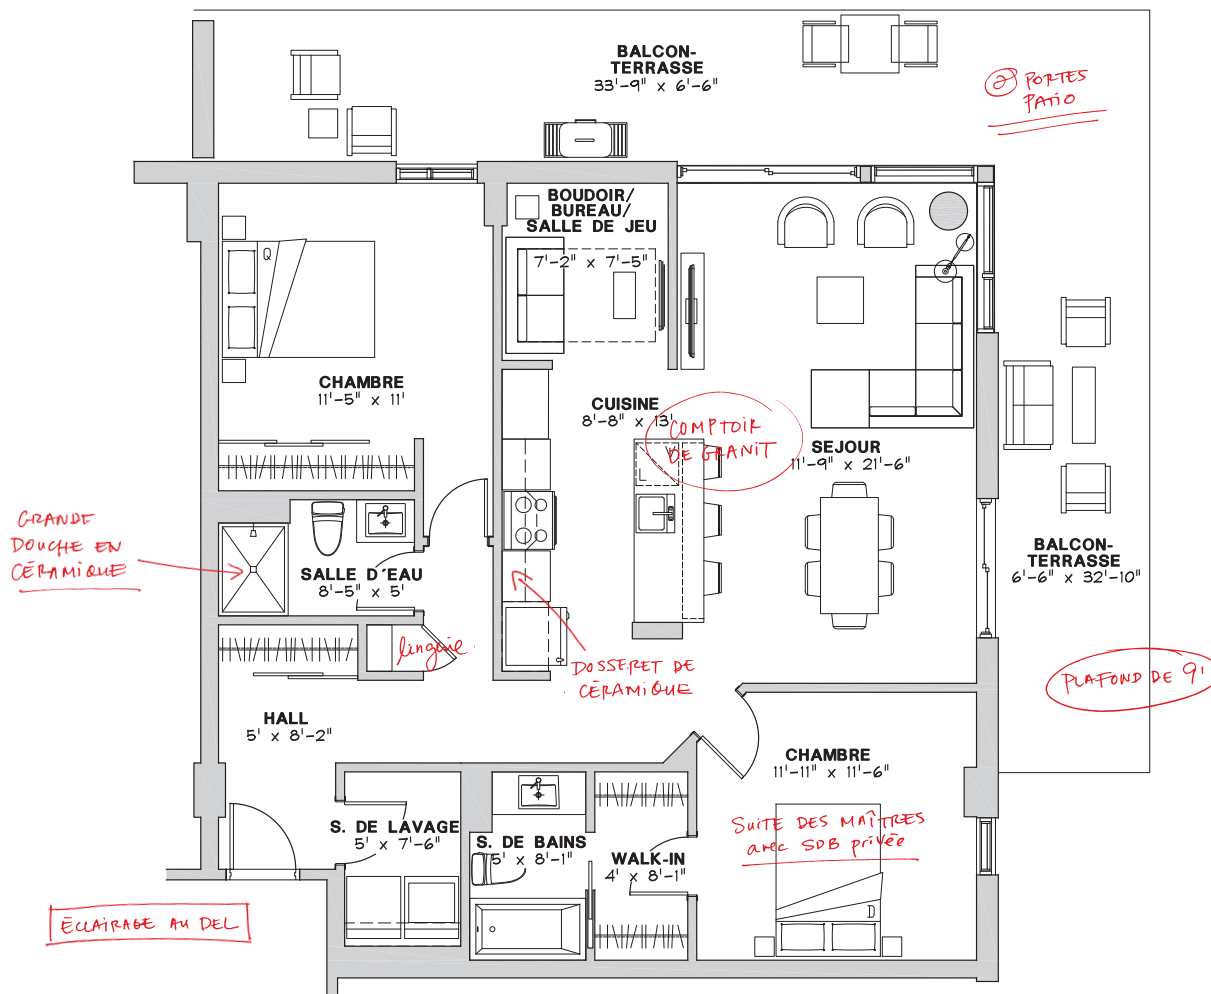 BALCON-
TERRASSE
33'-9" x 6'-6"
② PORTES
PATIO
BOUDOIR/
BUREAU/
SALLE DE JEU
7'-2" x 7'-5"
Q
CHAMBRE
11'-5" x 11'
CUISINE
8'-8" x 13'
COMPTOIR
DE GRANIT
SEJOUR
11'-9" x 21'-6"
GRANDE
DOUCHE EN
CÉRAMIQUE
SALLE D'EAU
8'-5" x 5'
BALCON-
TERRASSE
6'-6" x 32'-10"
lingerie
DOSSERET DE
CÉRAMIQUE
PLAFOND DE 9'
HALL
5' x 8'-2"
CHAMBRE
11'-11" x 11'-6"
SUITE DES MAÎTRES
avec SDB privée
S. DE LAVAGE
5' x 7'-6"
S. DE BAINS
5' x 8'-1"
WALK-IN
4' x 8'-1"
D
ÉCLAIRAGE AU DEL